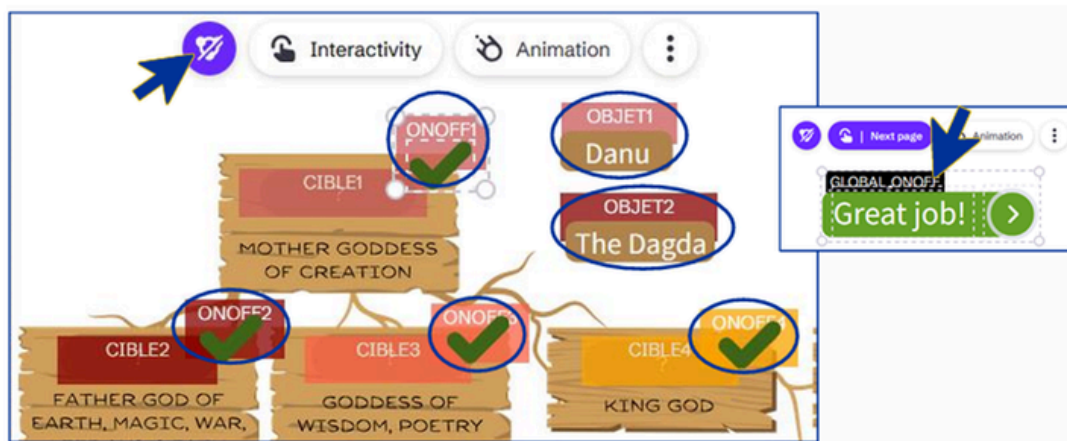 Interactivity
Animation
ONOFF1
OBJET1
Danu
CIBLE1
OBJET2
The Dagda
MOTHER GODDESS
OF CREATION
Next page
Animation
GLOBAL_ONOFF
Great job!
ONOFF2
CIBLE2
FATHER GOD OF
EARTH, MAGIC, WAR,
CIBLE3
GODDESS OF
WISDOM, POETRY
ONOFF4
CIBLE4
KING GOD